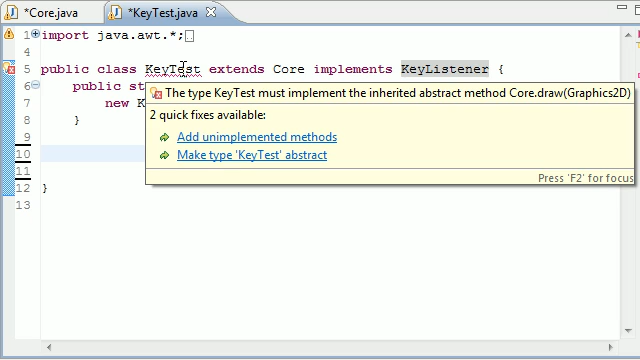 *Core.java *KeyTest.java
1 import java.awt.*;
4
5 public class KeyTest extends Core implements KeyListener {
6 public st
7 new K
8 }
9
10
11
12 }
13
The type KeyTest must implement the inherited abstract method Core.draw(Graphics2D)
2 quick fixes available:
Add unimplemented methods
Make type 'KeyTest' abstract
Press 'F2' for focus